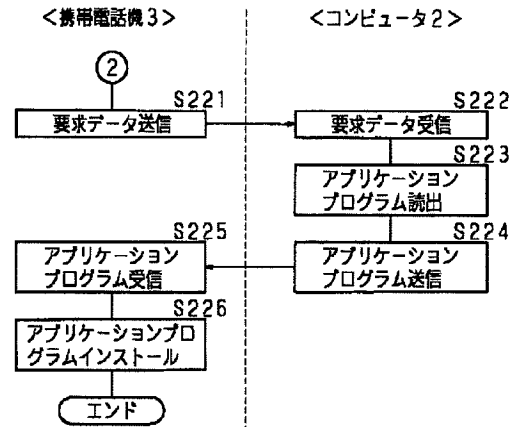 <携帯電話機3>
<コンピュータ2>
2
S221
要求データ送信
S222
要求データ受信
S223
アプリケーション
プログラム読出
S224
アプリケーション
プログラム送信
S225
アプリケーション
プログラム受信
S226
アプリケーションプロ
グラムインストール
エンド